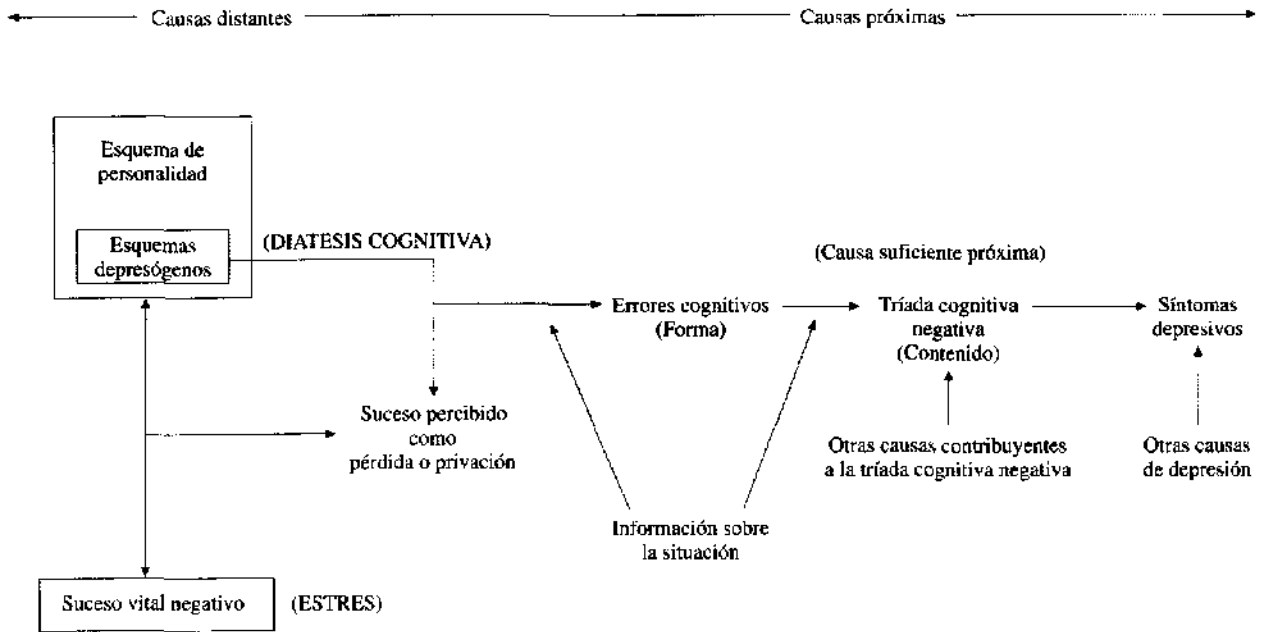 Causas distantes
Causas próximas
Esquema de
personalidad
Esquemas
depresógenos
(DIATESIS COGNITIVA)
(Causa suficiente próxima)
Errores cognitivos
(Forma)
Tríada cognitiva
negativa
(Contenido)
Síntomas
depresivos
Suceso percibido
como
pérdida o privación
Otras causas contribuyentes
a la tríada cognitiva negativa
Otras causas
de depresión
Información sobre
la situación
Suceso vital negativo
(ESTRES)